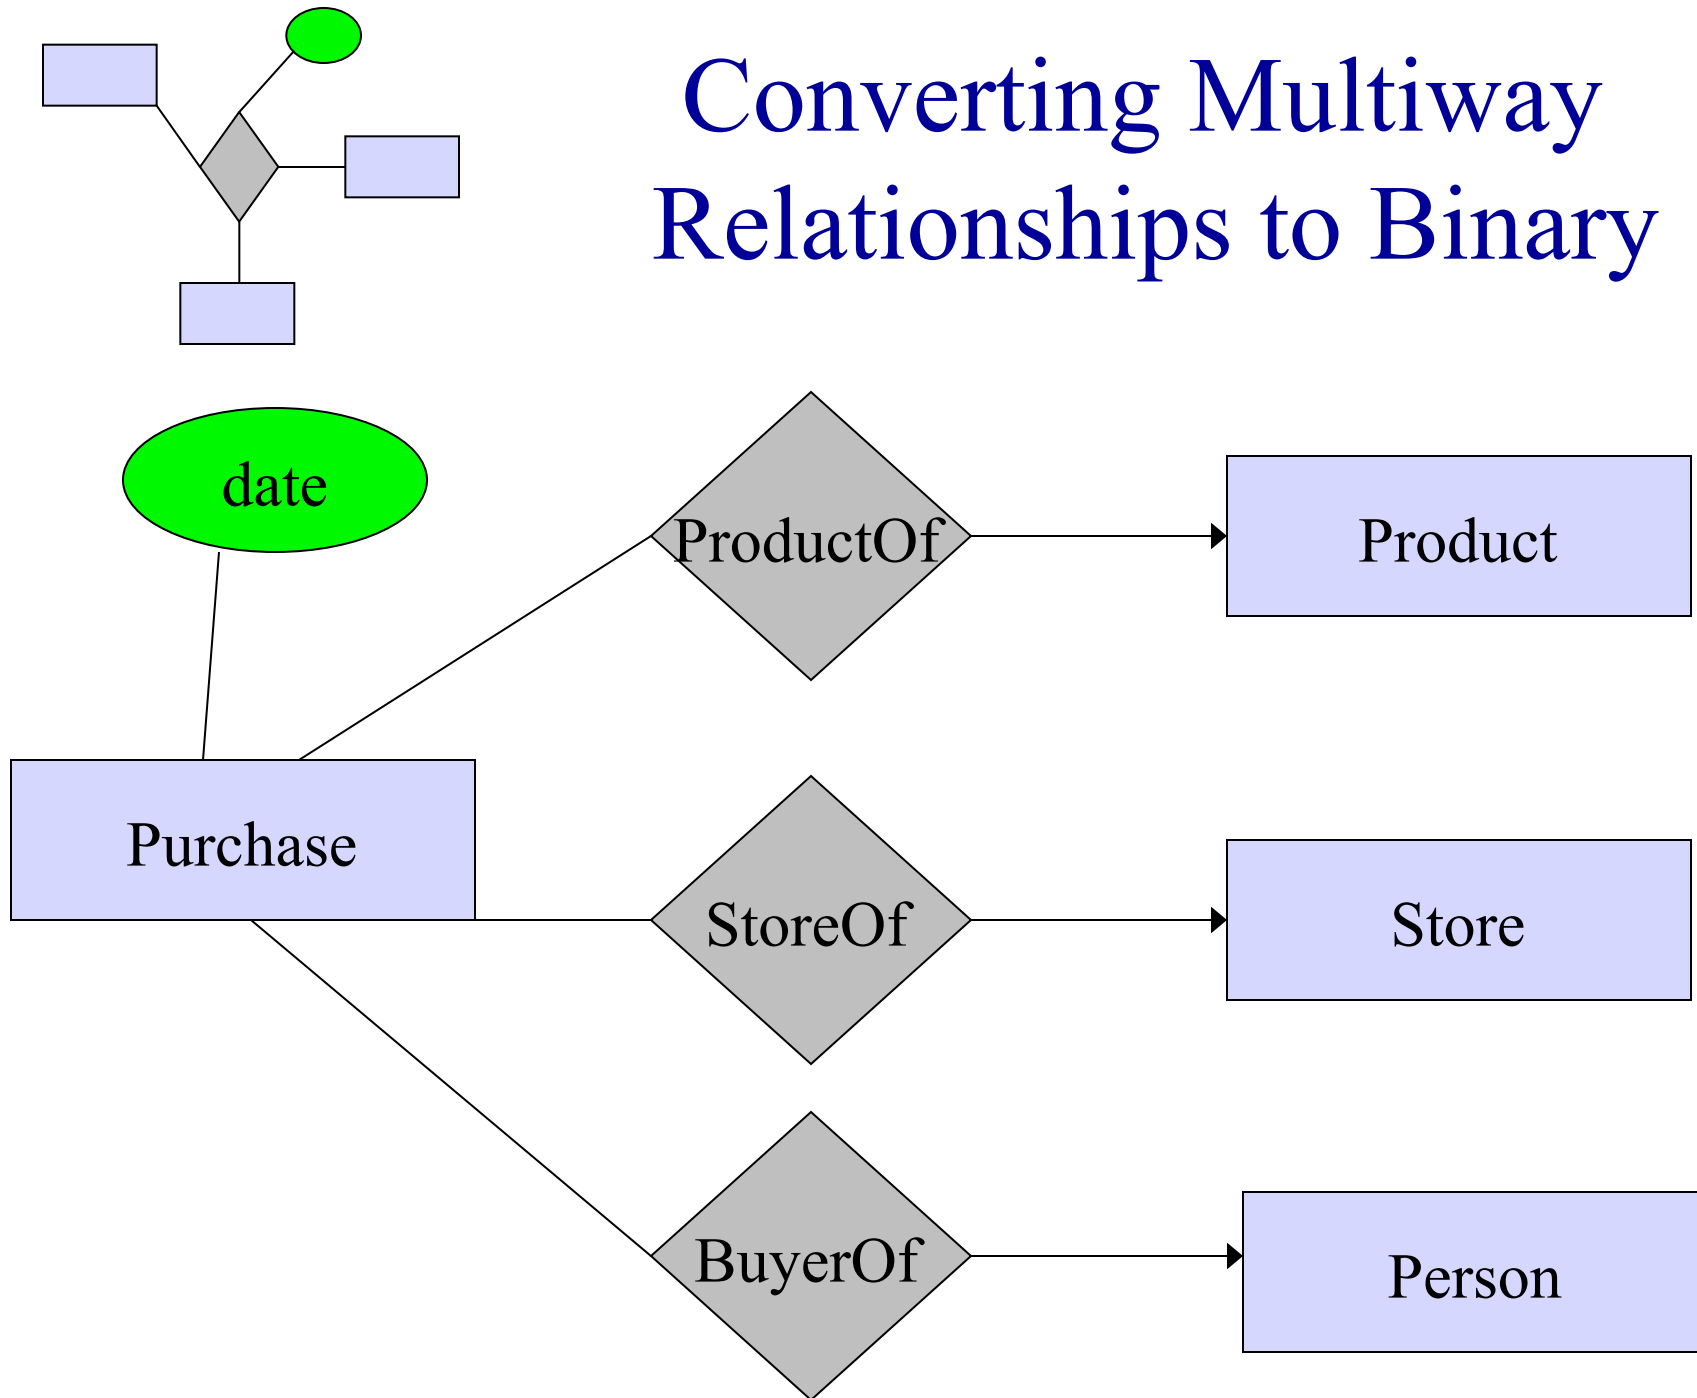 Converting Multiway
Relationships to Binary
date
ProductOf
Product
Purchase
StoreOf
Store
BuyerOf
Person